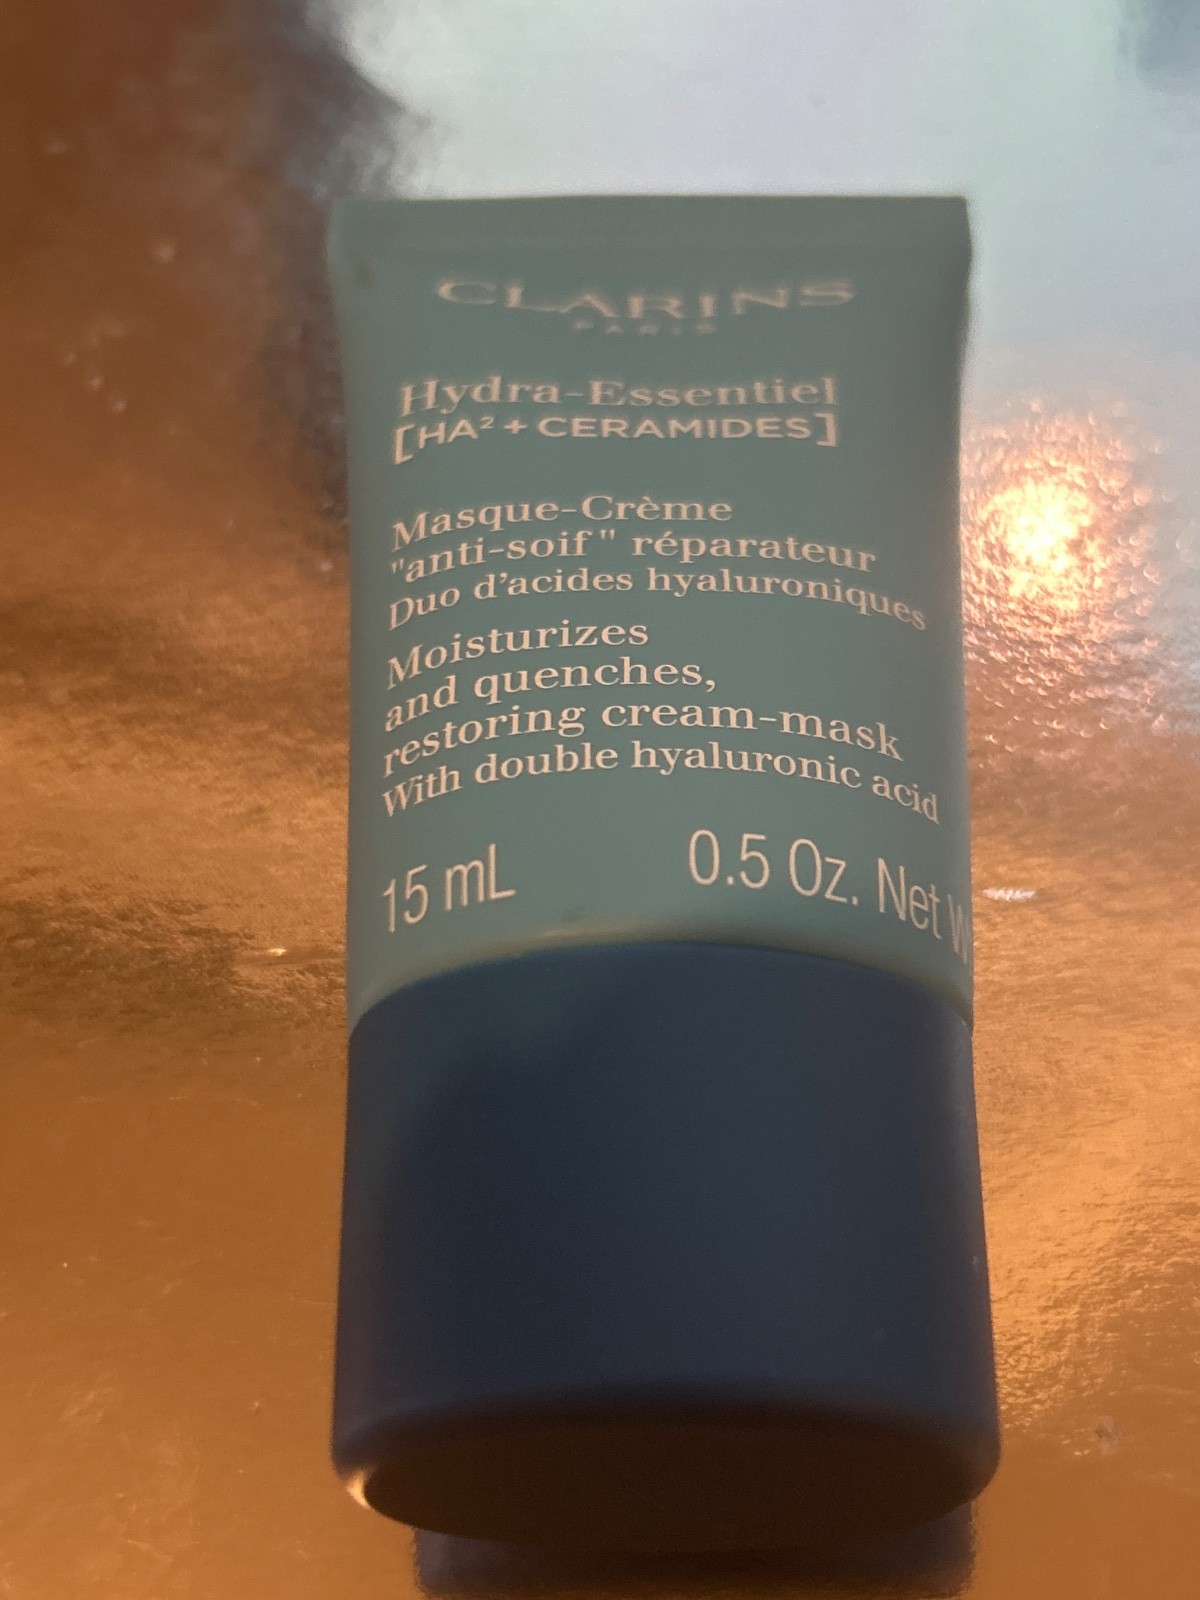 CLARINS
PARIS
Hydra-Essentiel
[HA² + CERAMIDES]
Masque-Crème
"anti-soif" réparateur
Duo d'acides hyaluroniques
Moisturizes
and quenches,
restoring cream-mask
With double hyaluronic acid
15 mL 0.5 Oz. Net